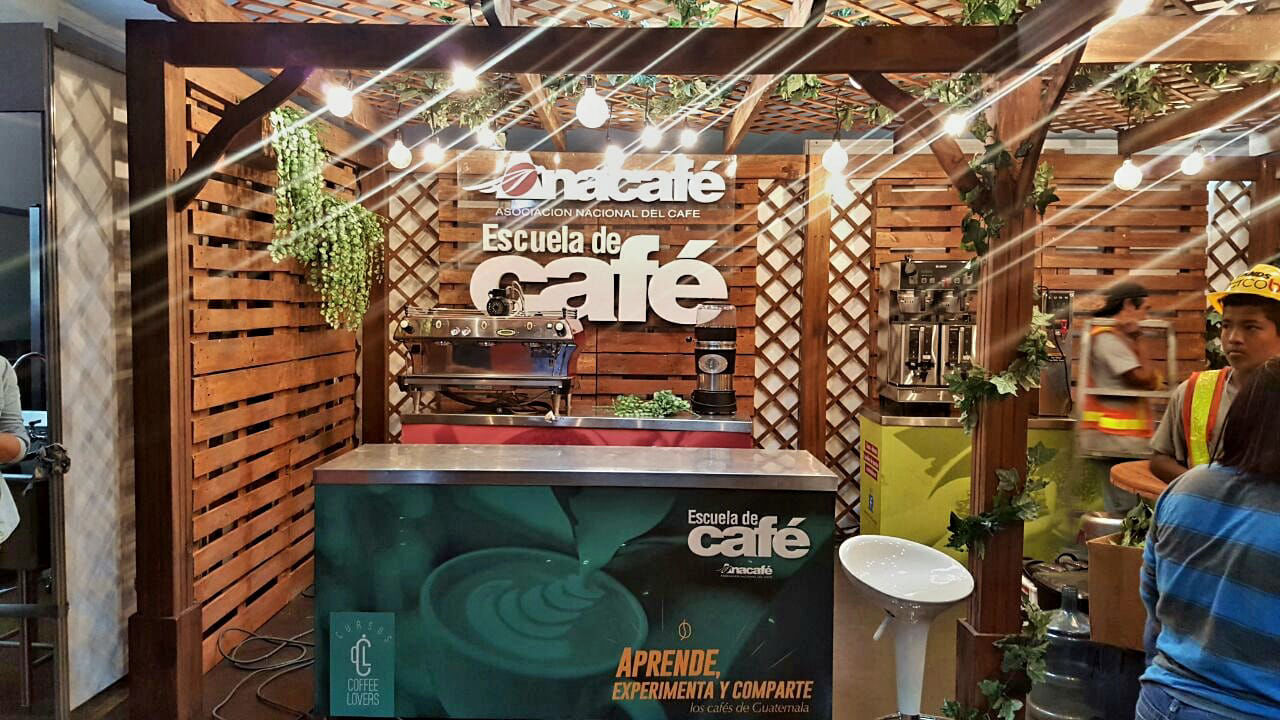 Anacafé
ASOCIACION NACIONAL DEL CAFE
Escuela de
café
Escuela de
café
Anacafé
CURSOS
COFFEE
LOVERS
APRENDE,
EXPERIMENTA Y COMPARTE
los cafés de Guatemala